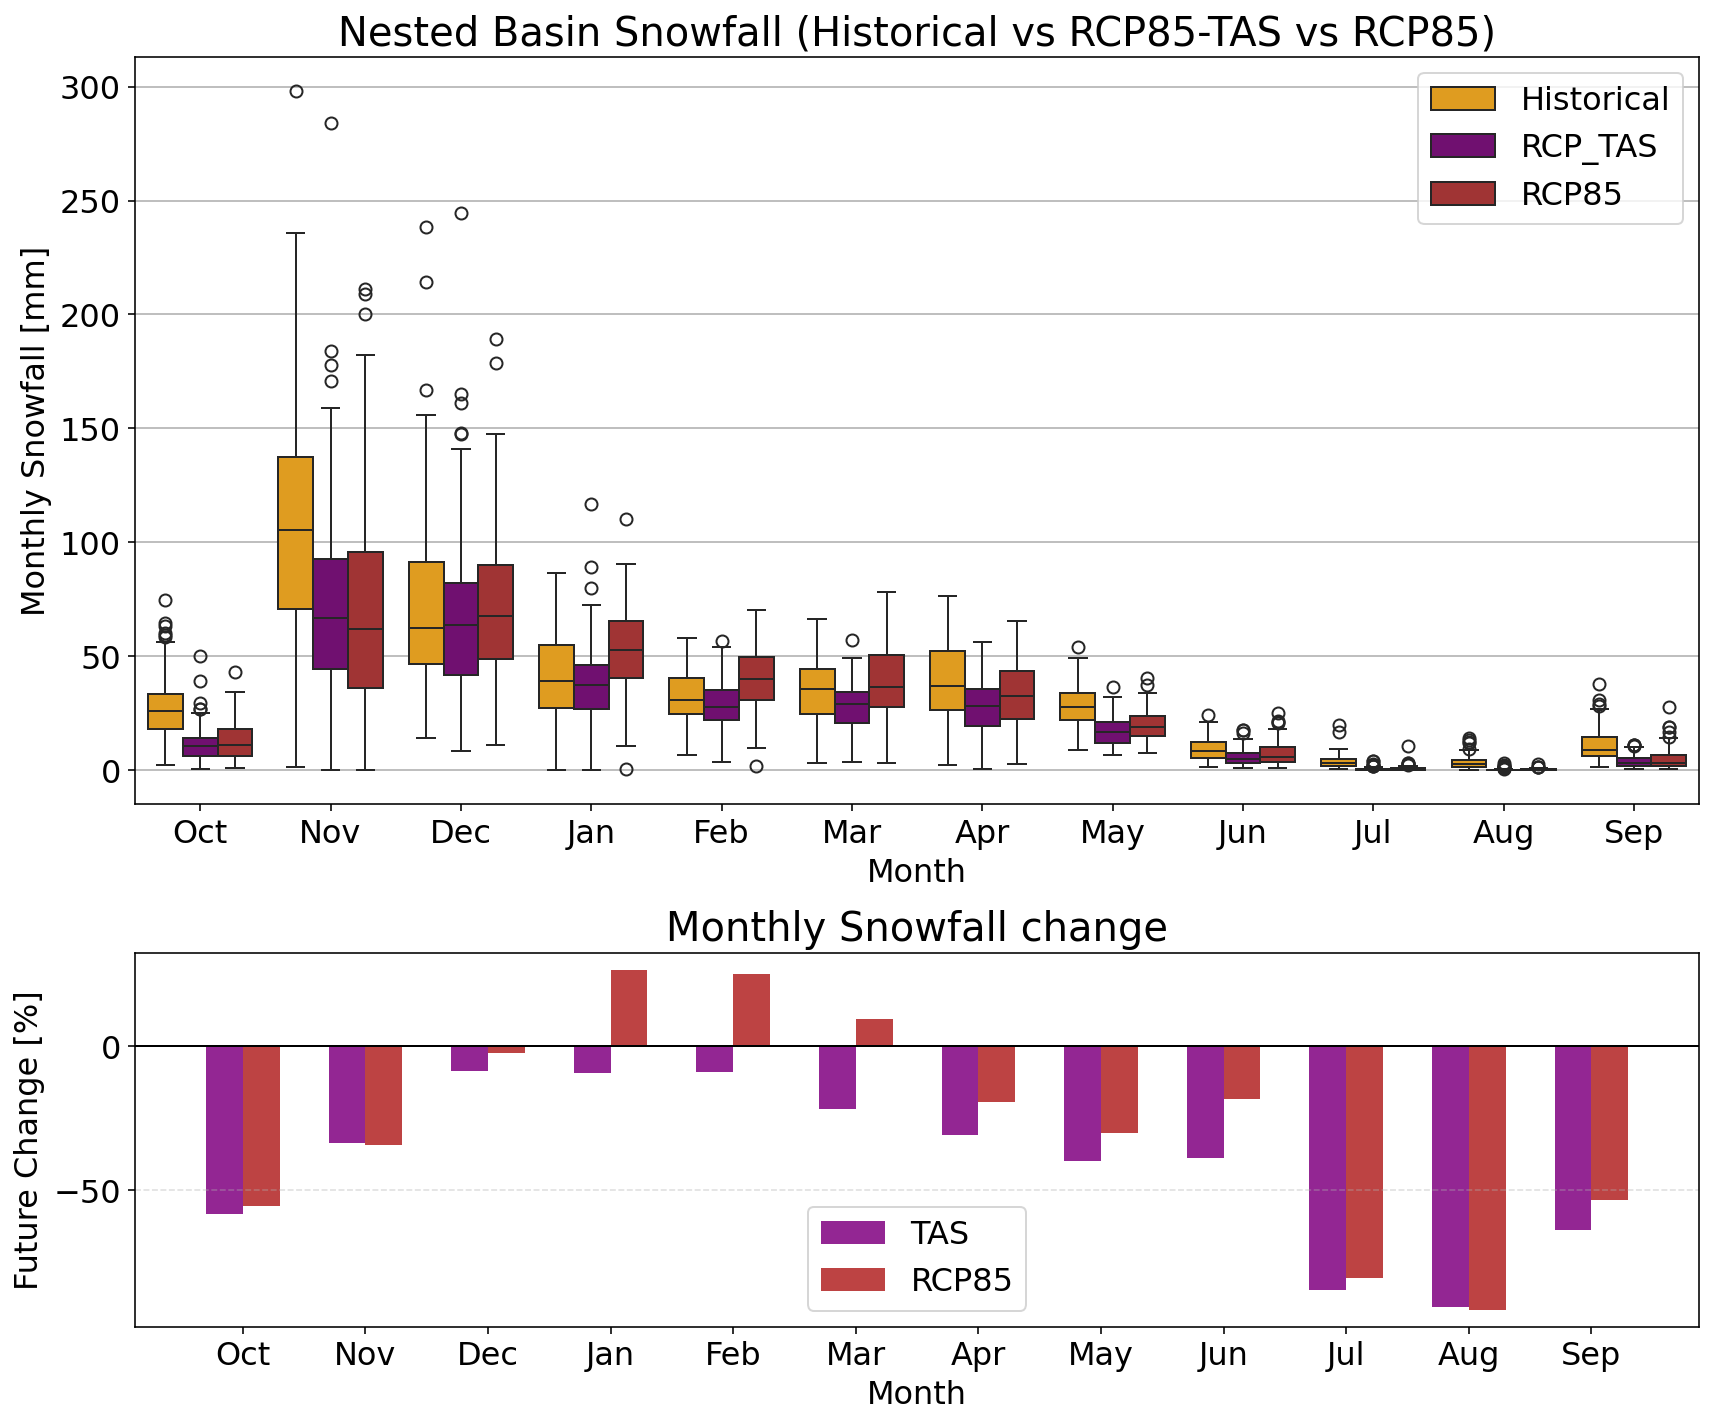 Nested Basin Snowfall (Historical vs RCP85-TAS vs RCP85)
Monthly Snowfall [mm]
300
250
200
150
100
50
0
Historical
RCP_TAS
RCP85
Oct Nov Dec Jan Feb Mar Apr May Jun Jul Aug Sep
Month
Monthly Snowfall change
Future Change [%]
0
−50
TAS
RCP85
Oct Nov Dec Jan Feb Mar Apr May Jun Jul Aug Sep
Month